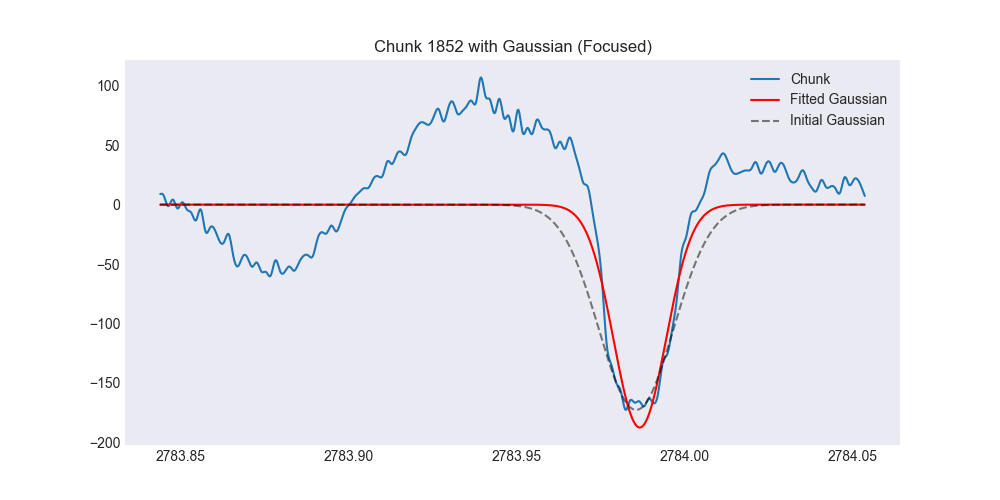 Chunk 1852 with Gaussian (Focused)
Chunk
Fitted Gaussian
Initial Gaussian
100
50
0
−50
−100
−150
−200
2783.85 2783.90 2783.95 2784.00 2784.05